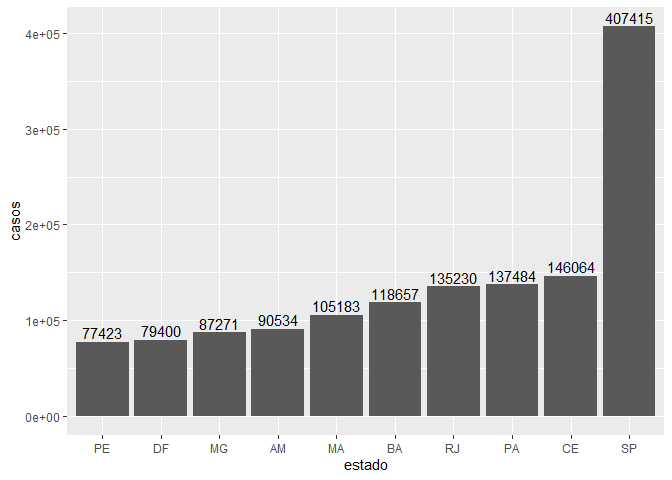 407415
4e+05
3e+05
casos
2e+05
146064
137484
135230
118657
105183
1e+05
90534
87271
79400
77423
0e+00
PE DF MG AM MA BA RJ PA CE SP
estado